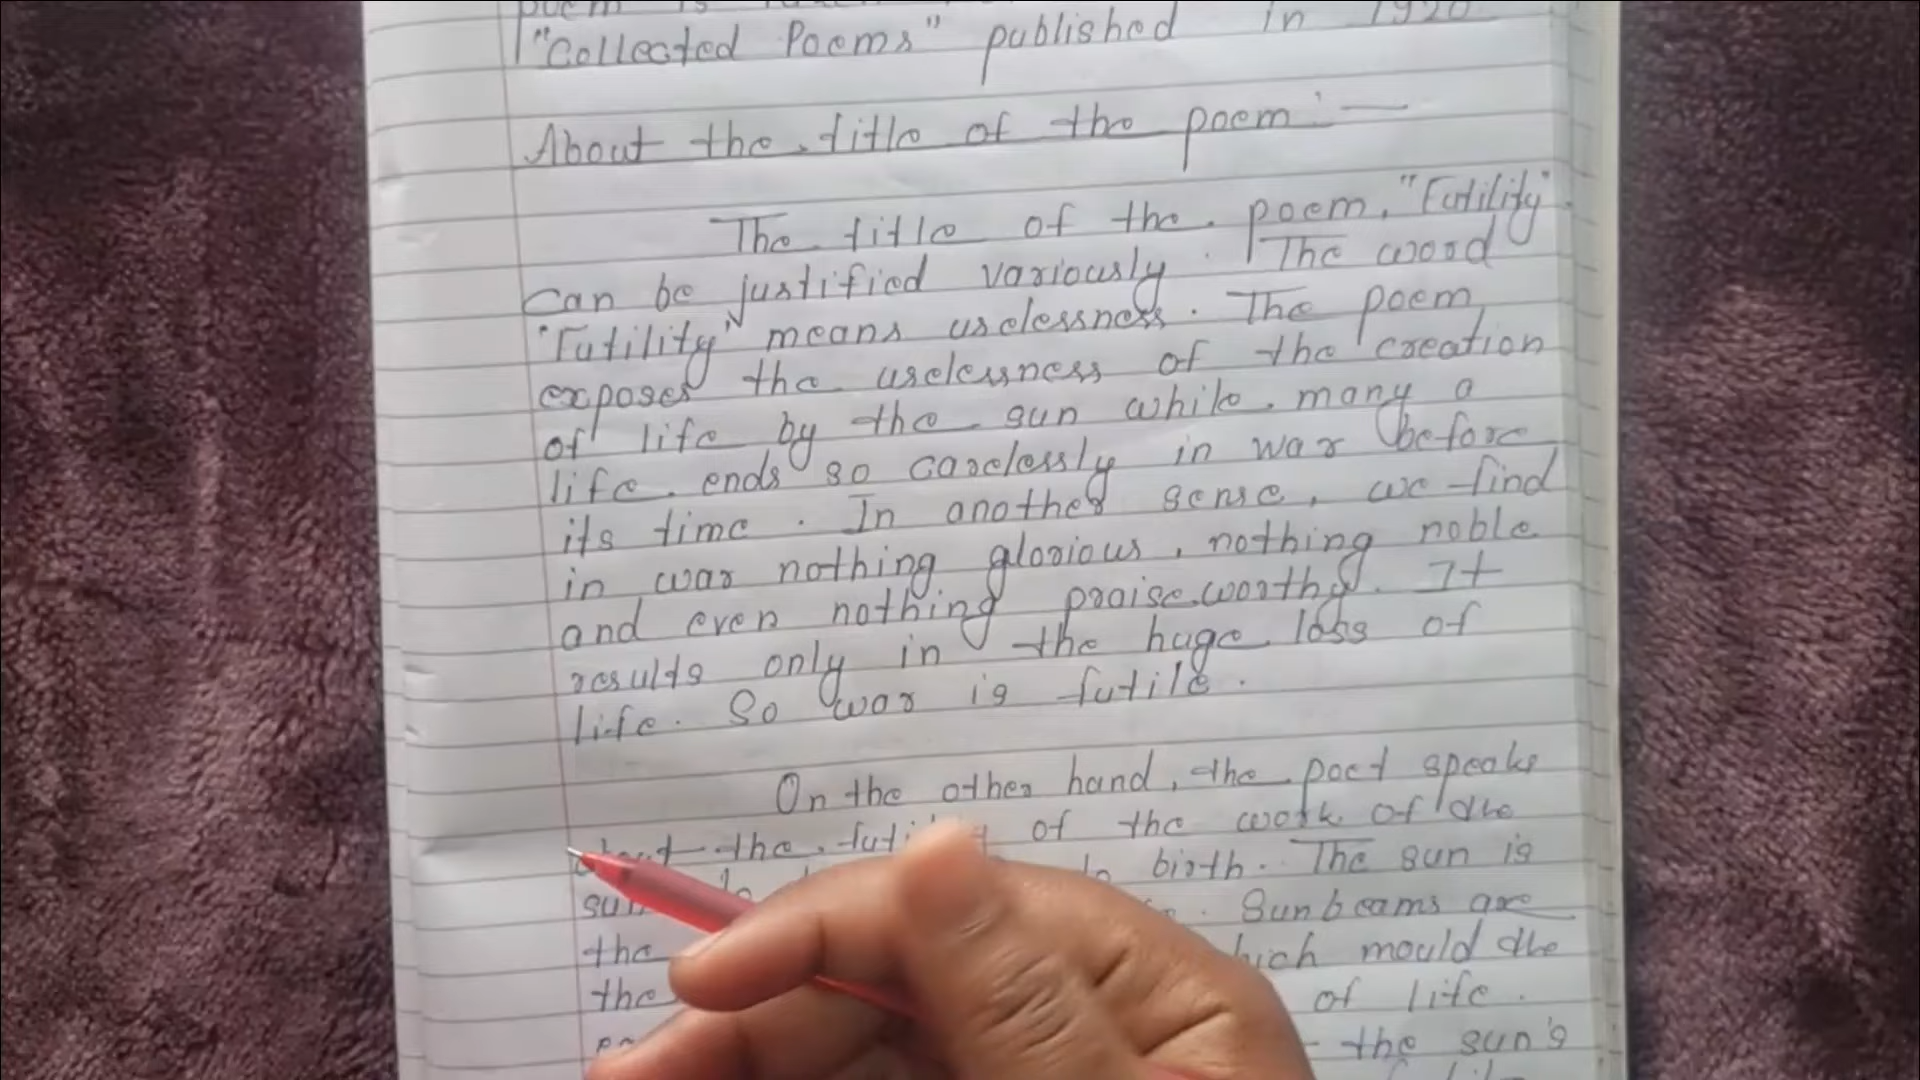 poem is
"Collected Poems" published in 1920
About the title of the poem :—
The title of the poem, "Futility"
can be justified variously. The word
"Futility" means uselessness. The poem
exposes the uselessness of the creation
of life by the sun while many a
life ends so carelessly in war before
its time. In another sense, we find
in war nothing glorious, nothing noble
and even nothing praiseworthy. It
results only in the huge loss of
life. So war is futile.
On the other hand, the poet speaks
about the of the work of the
birth. The sun is
Sunbeams are
the which mould the
the of life.
the sun's